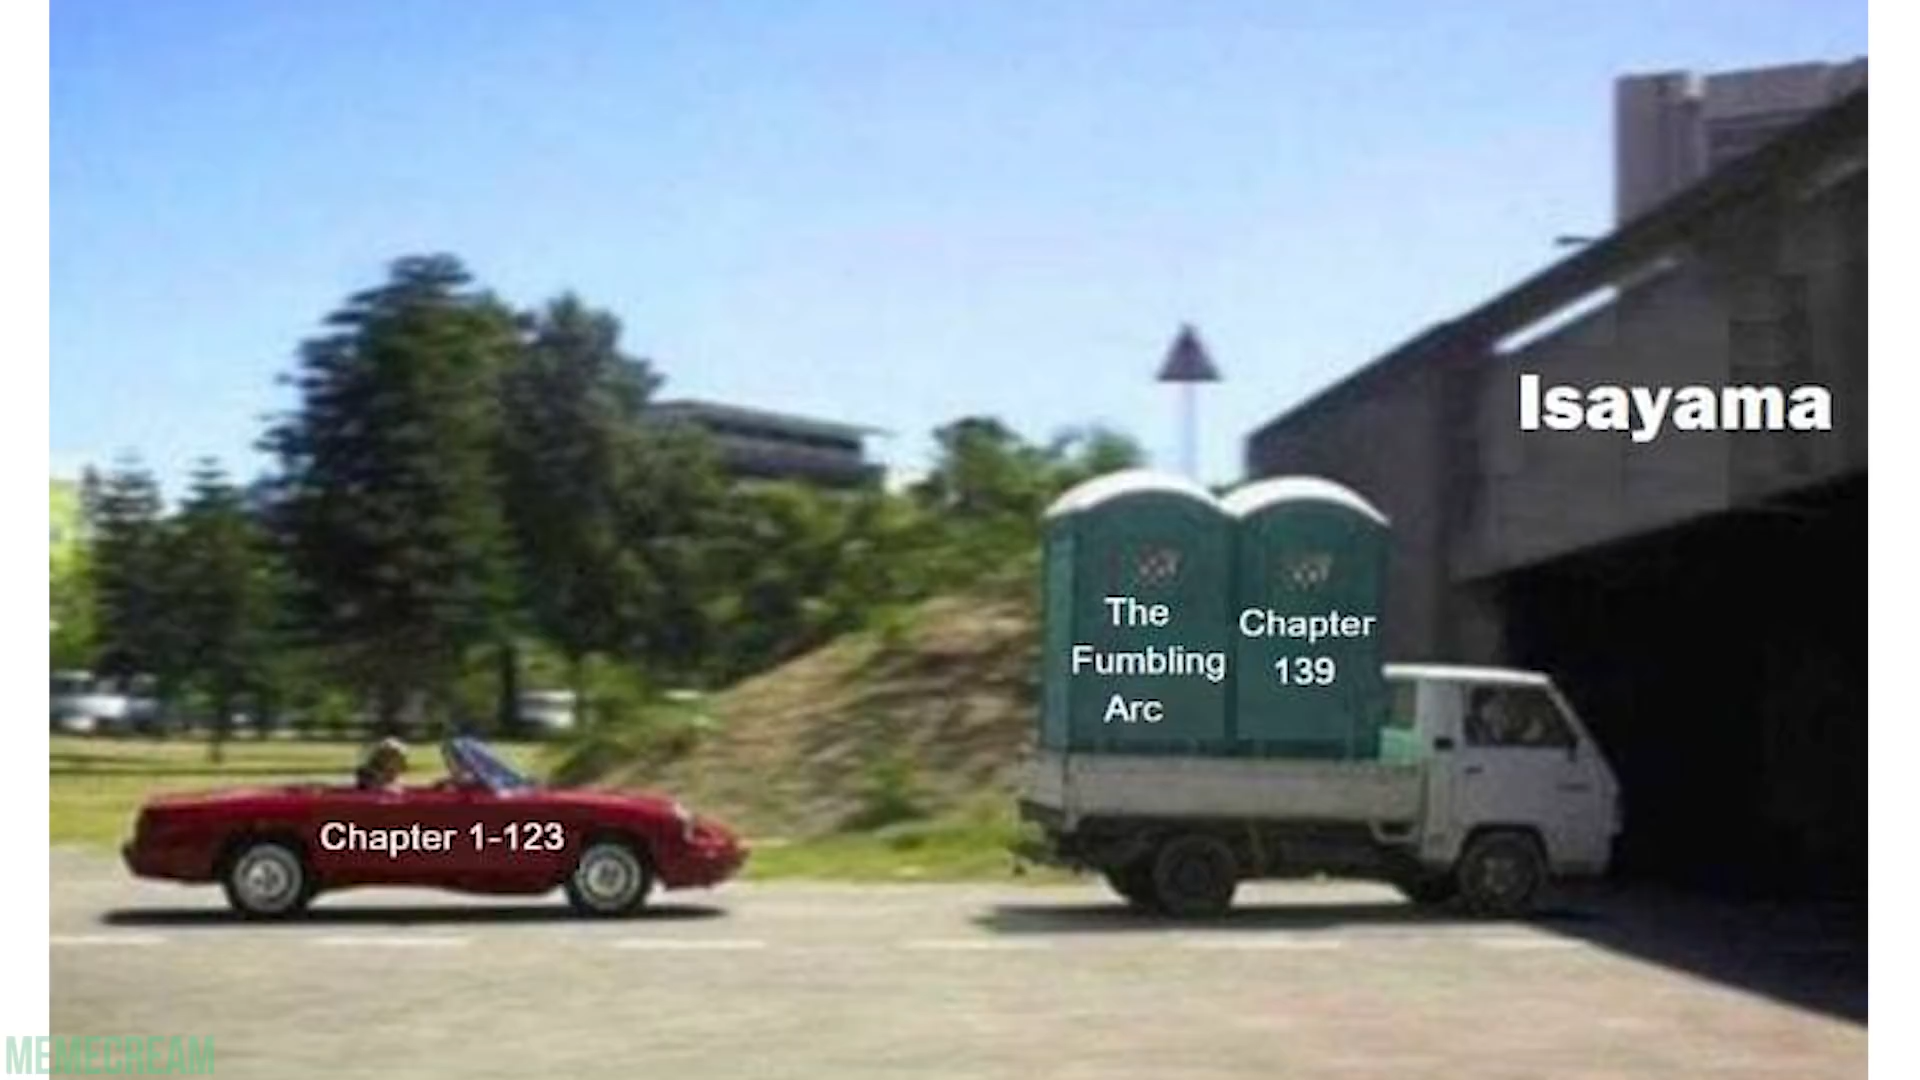 Isayama
The
Fumbling
Arc
Chapter
139
Chapter 1-123
MEMECREAM